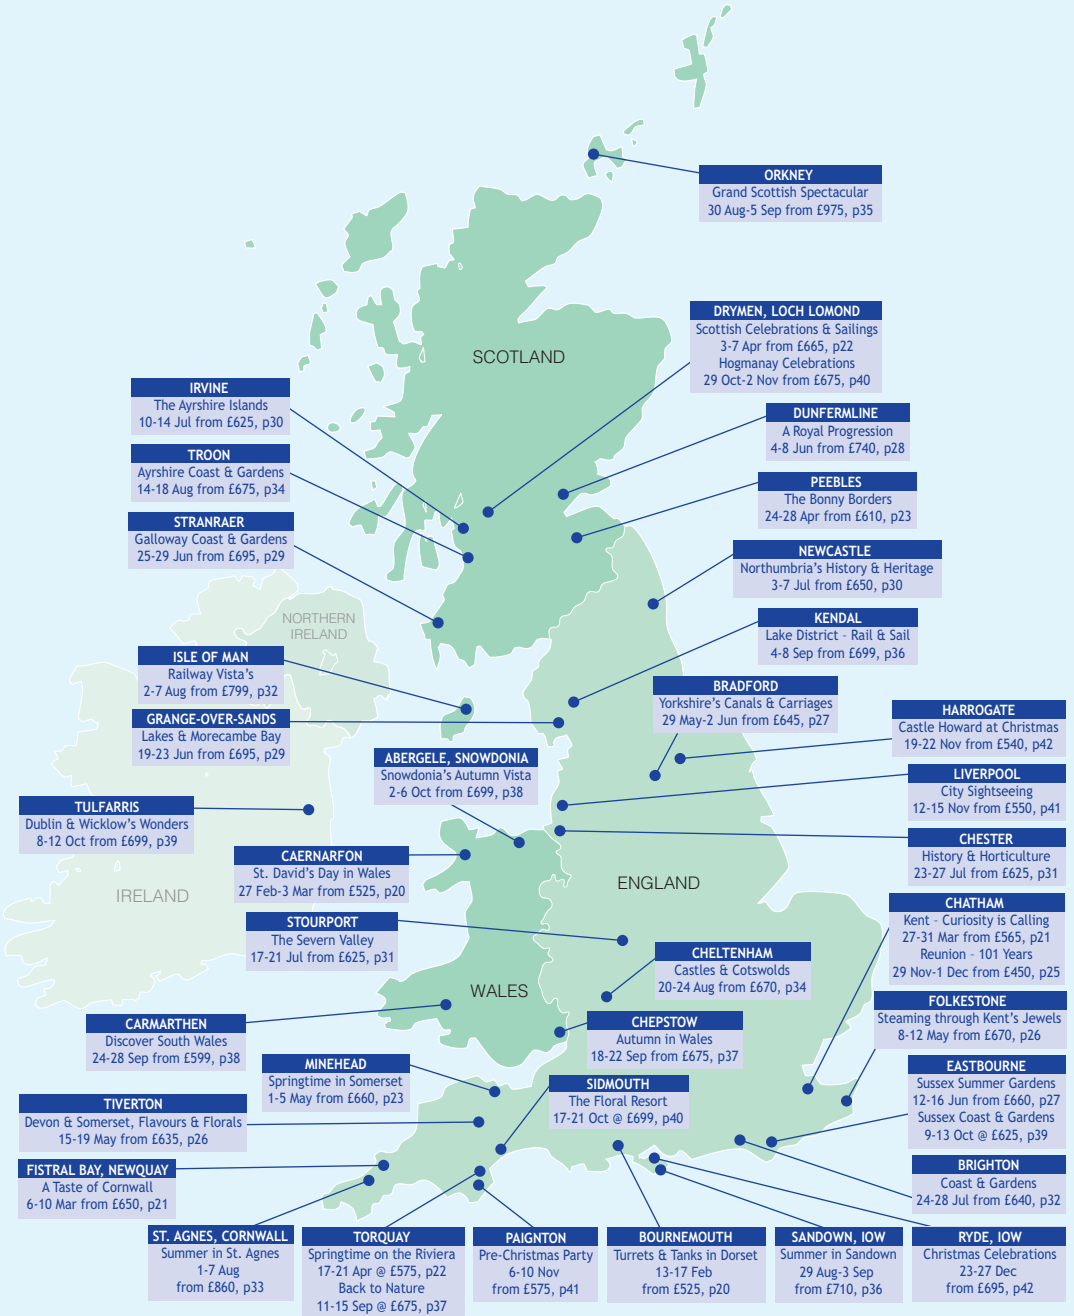 ORKNEY
Grand Scottish Spectacular
30 Aug-5 Sep from £975, p35
DRYMEN, LOCH LOMOND
Scottish Celebrations & Sailings
3-7 Apr from £665, p22
Hogmanay Celebrations
29 Oct-2 Nov from £675, p40
SCOTLAND
IRVINE
The Ayrshire Islands
10-14 Jul from £625, p30
DUNFERMLINE
A Royal Progression
4-8 Jun from £740, p28
TROON
Ayrshire Coast & Gardens
14-18 Aug from £675, p34
PEEBLES
The Bonny Borders
24-28 Apr from £610, p23
STRANRAER
Galloway Coast & Gardens
25-29 Jun from £695, p29
NEWCASTLE
Northumbria's History & Heritage
3-7 Jul from £650, p30
NORTHERN
IRELAND
KENDAL
Lake District - Rail & Sail
4-8 Sep from £699, p36
ISLE OF MAN
Railway Vista's
2-7 Aug from £799, p32
BRADFORD
Yorkshire's Canals & Carriages
29 May-2 Jun from £645, p27
GRANGE-OVER-SANDS
Lakes & Morecambe Bay
19-23 Jun from £695, p29
HARROGATE
Castle Howard at Christmas
19-22 Nov from £540, p42
ABERGELE, SNOWDONIA
Snowdonia's Autumn Vista
2-6 Oct from £699, p38
LIVERPOOL
City Sightseeing
12-15 Nov from £550, p41
TULFARRIS
Dublin & Wicklow's Wonders
8-12 Oct from £699, p39
CHESTER
History & Horticulture
23-27 Jul from £625, p31
CAERNARFON
St. David's Day in Wales
27 Feb-3 Mar from £525, p20
ENGLAND
IRELAND
CHATHAM
Kent - Curiosity is Calling
27-31 Mar from £565, p21
Reunion - 101 Years
29 Nov-1 Dec from £450, p25
STOURPORT
The Severn Valley
17-21 Jul from £625, p31
CHELTENHAM
Castles & Cotswolds
20-24 Aug from £670, p34
WALES
FOLKESTONE
Steaming through Kent's Jewels
8-12 May from £670, p26
CARMARTHEN
Discover South Wales
24-28 Sep from £599, p38
CHEPSTOW
Autumn in Wales
18-22 Sep from £675, p37
MINEHEAD
Springtime in Somerset
1-5 May from £660, p23
EASTBOURNE
Sussex Summer Gardens
12-16 Jun from £660, p27
Sussex Coast & Gardens
9-13 Oct @ £625, p39
SIDMOUTH
The Floral Resort
17-21 Oct @ £699, p40
TIVERTON
Devon & Somerset, Flavours & Florals
15-19 May from £635, p26
FISTRAL BAY, NEWQUAY
A Taste of Cornwall
6-10 Mar from £650, p21
BRIGHTON
Coast & Gardens
24-28 Jul from £640, p32
ST. AGNES, CORNWALL
Summer in St. Agnes
1-7 Aug
from £860, p33
TORQUAY
Springtime on the Riviera
17-21 Apr @ £575, p22
Back to Nature
11-15 Sep @ £675, p37
PAIGNTON
Pre-Christmas Party
6-10 Nov
from £575, p41
BOURNEMOUTH
Turrets & Tanks in Dorset
13-17 Feb
from £525, p20
SANDOWN, IOW
Summer in Sandown
29 Aug-3 Sep
from £710, p36
RYDE, IOW
Christmas Celebrations
23-27 Dec
from £695, p42